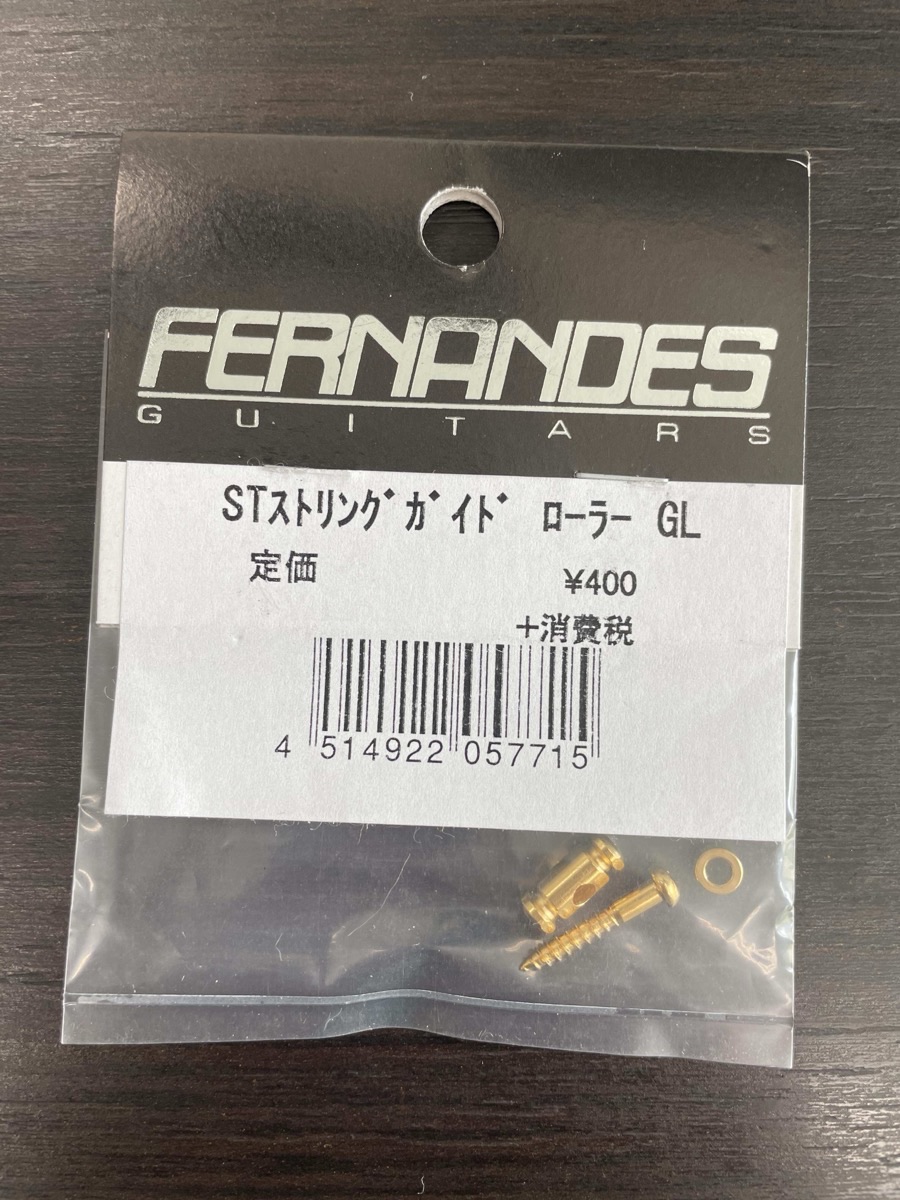 FERNANDES
GUITARS
STｽﾄﾘﾝｸﾞｶﾞｲﾄﾞ ﾛｰﾗｰ GL
定価 ¥400
+消費税
4 514922 057715